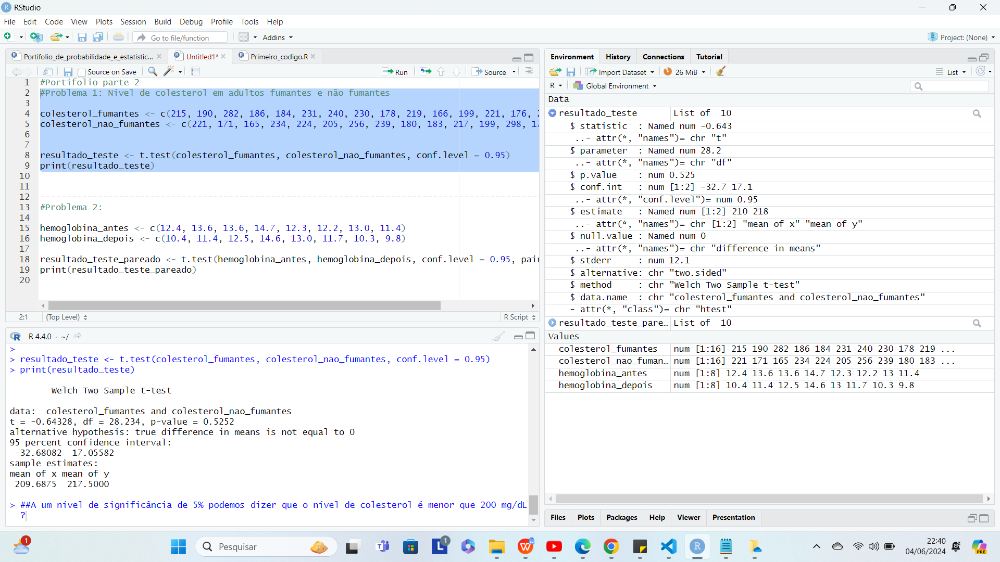 RStudio
File Edit Code View Plots Session Build Debug Profile Tools Help
Go to file/function Addins Project: (None)
Portifolio_de_probabilidade_e_estatistic... Untitled1* Primeiro_codigo.R
Source on Save Run Source
1 #Portifolio parte 2
2 #Problema 1: Nivel de colesterol em adultos fumantes e não fumantes
3
4 colesterol_fumantes <- c(215, 190, 282, 186, 184, 231, 240, 230, 178, 219, 166, 199, 221, 176,
5 colesterol_nao_fumantes <- c(221, 171, 165, 234, 224, 205, 256, 239, 180, 183, 217, 199, 298,
6
7
8 resultado_teste <- t.test(colesterol_fumantes, colesterol_nao_fumantes, conf.level = 0.95)
9 print(resultado_teste)
10
11
12 ----------------------------------------------------------------------------------------------
13 #Problema 2:
14
15 hemoglobina_antes <- c(12.4, 13.6, 13.6, 14.7, 12.3, 12.2, 13.0, 11.4)
16 hemoglobina_depois <- c(10.4, 11.4, 12.5, 14.6, 13.0, 11.7, 10.3, 9.8)
17
18 resultado_teste_pareado <- t.test(hemoglobina_antes, hemoglobina_depois, conf.level = 0.95, pai
19 print(resultado_teste_pareado)
20
2:1 (Top Level) R Script
R 4.4.0 · ~/
>
> resultado_teste <- t.test(colesterol_fumantes, colesterol_nao_fumantes, conf.level = 0.95)
> print(resultado_teste)
Welch Two Sample t-test
data: colesterol_fumantes and colesterol_nao_fumantes
t = -0.64328, df = 28.234, p-value = 0.5252
alternative hypothesis: true difference in means is not equal to 0
95 percent confidence interval:
-32.68082 17.05582
sample estimates:
mean of x mean of y
209.6875 217.5000
> ##A um nível de significância de 5% podemos dizer que o nível de colesterol é menor que 200 mg/dL
?
Environment History Connections Tutorial
Import Dataset 26 MiB List
R Global Environment
Data
resultado_teste List of 10
$ statistic : Named num -0.643
..- attr(*, "names")= chr "t"
$ parameter : Named num 28.2
..- attr(*, "names")= chr "df"
$ p.value : num 0.525
$ conf.int : num [1:2] -32.7 17.1
..- attr(*, "conf.level")= num 0.95
$ estimate : Named num [1:2] 210 218
..- attr(*, "names")= chr [1:2] "mean of x" "mean of y"
$ null.value : Named num 0
..- attr(*, "names")= chr "difference in means"
$ stderr : num 12.1
$ alternative: chr "two.sided"
$ method : chr "Welch Two Sample t-test"
$ data.name : chr "colesterol_fumantes and colesterol_nao_fumantes"
- attr(*, "class")= chr "htest"
resultado_teste_pare... List of 10
Values
colesterol_fumantes num [1:16] 215 190 282 186 184 231 240 230 178 219 ...
colesterol_nao_fuman... num [1:16] 221 171 165 234 224 205 256 239 180 183 ...
hemoglobina_antes num [1:8] 12.4 13.6 13.6 14.7 12.3 12.2 13 11.4
hemoglobina_depois num [1:8] 10.4 11.4 12.5 14.6 13 11.7 10.3 9.8
Files Plots Packages Help Viewer Presentation
1 Pesquisar 1 22:40
04/06/2024
PRE